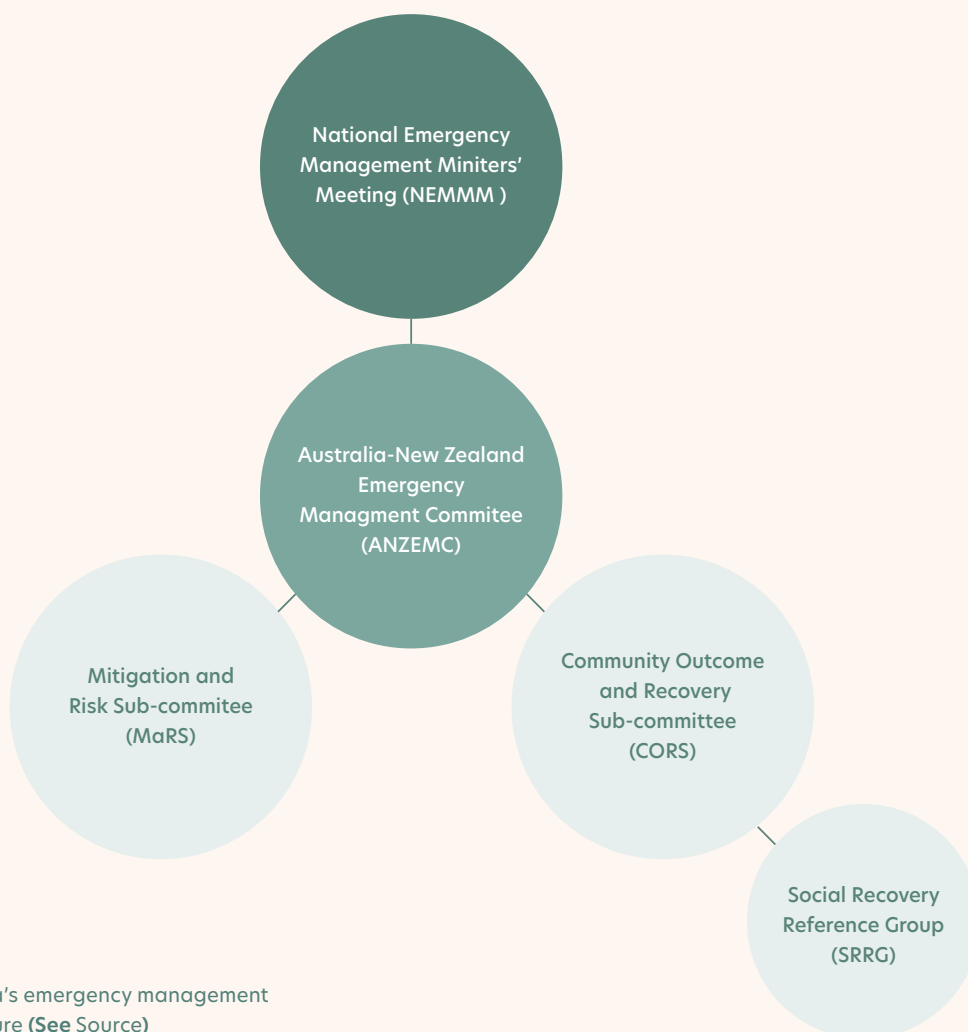 National Emergency
Management Miniters'
Meeting (NEMMM )
Australia-New Zealand
Emergency
Managment Commitee
(ANZEMC)
Mitigation and
Risk Sub-commitee
(MaRS)
Community Outcome
and Recovery
Sub-committee
(CORS)
Social Recovery
Reference Group
(SRRG)
a's emergency management
ure (See Source)